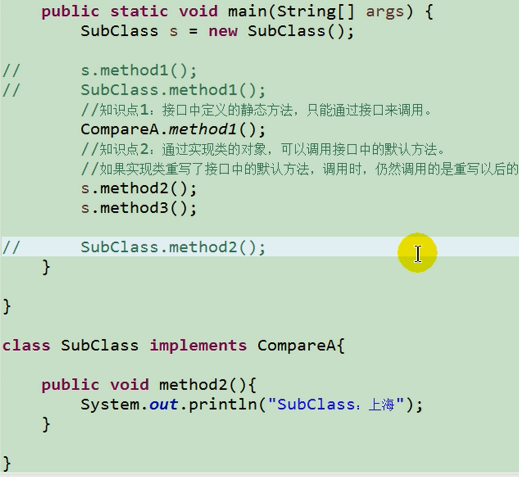 public static void main(String[] args) {
SubClass s = new SubClass();
// s.method1();
// SubClass.method1();
//知识点1：接口中定义的静态方法，只能通过接口来调用。
CompareA.method1();
//知识点2：通过实现类的对象，可以调用接口中的默认方法。
//如果实现类重写了接口中的默认方法，调用时，仍然调用的是重写以后的
s.method2();
s.method3();
// SubClass.method2();
}
}
class SubClass implements CompareA{
public void method2(){
System.out.println("SubClass：上海");
}
}